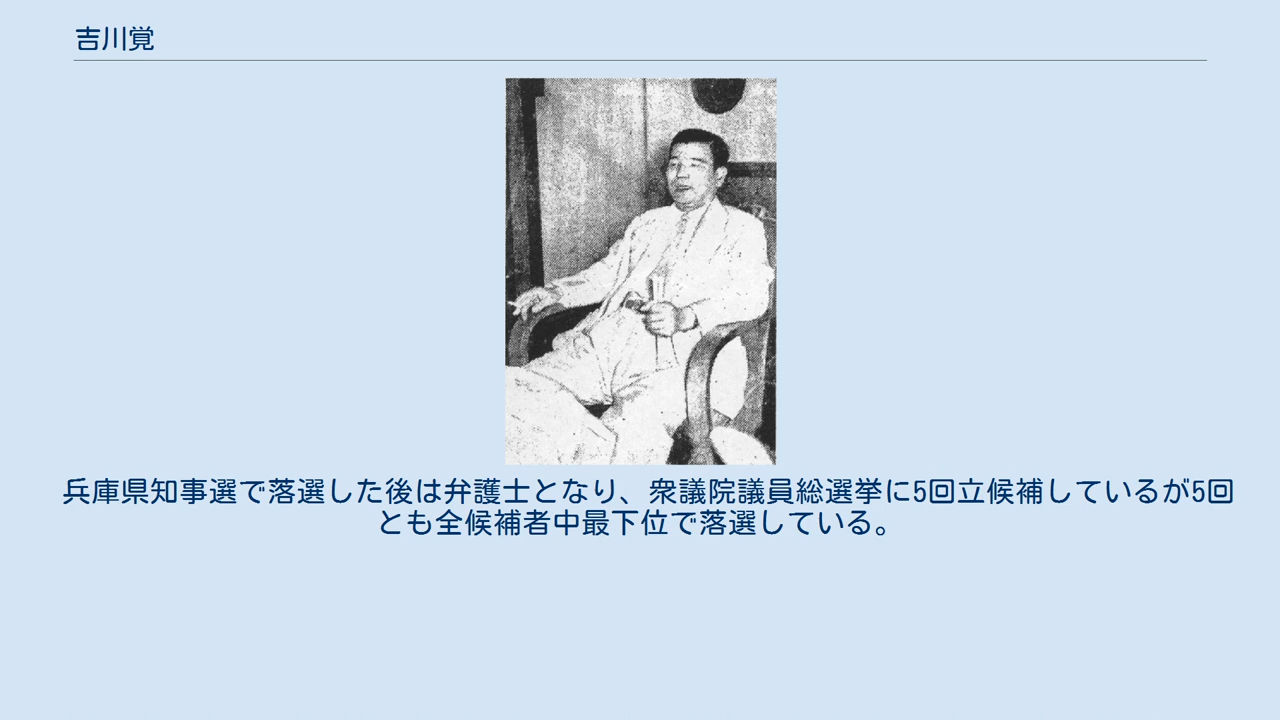 吉川覚
兵庫県知事選で落選した後は弁護士となり、衆議院議員総選挙に5回立候補しているが5回
とも全候補者中最下位で落選している。